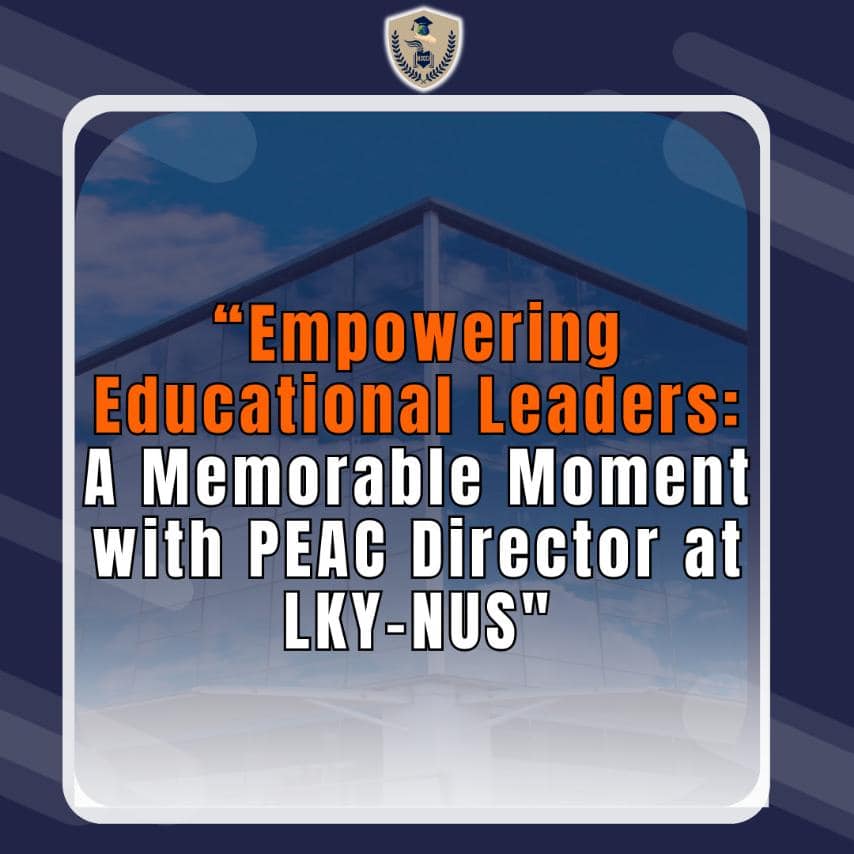 “Empowering
Educational Leaders:
A Memorable Moment
with PEAC Director at
LKY-NUS"